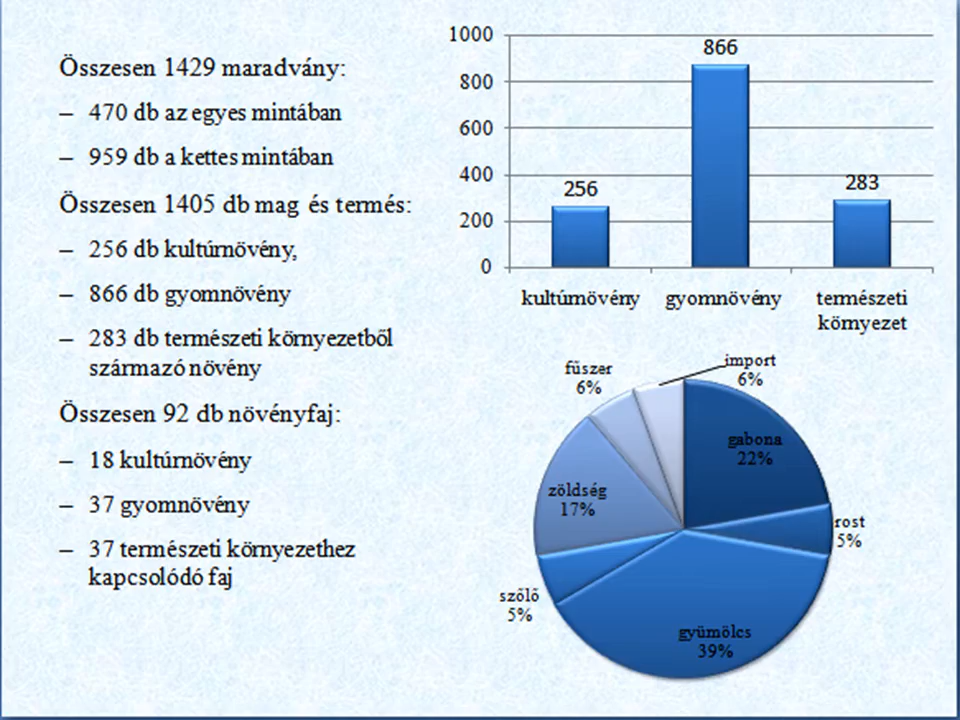 Összesen 1429 maradvány:
– 470 db az egyes mintában
– 959 db a kettes mintában
Összesen 1405 db mag és termés:
– 256 db kultúrnövény,
– 866 db gyomnövény
– 283 db természeti környezetből
származó növény
Összesen 92 db növényfaj:
– 18 kultúrnövény
– 37 gyomnövény
– 37 természeti környezethez
kapcsolódó faj
1000
800
600
400
200
0
256
866
283
kultúrnövény
gyomnövény
természeti
környezet
fűszer
6%
import
6%
gabona
22%
zöldség
17%
rost
5%
szőlő
5%
gyümölcs
39%